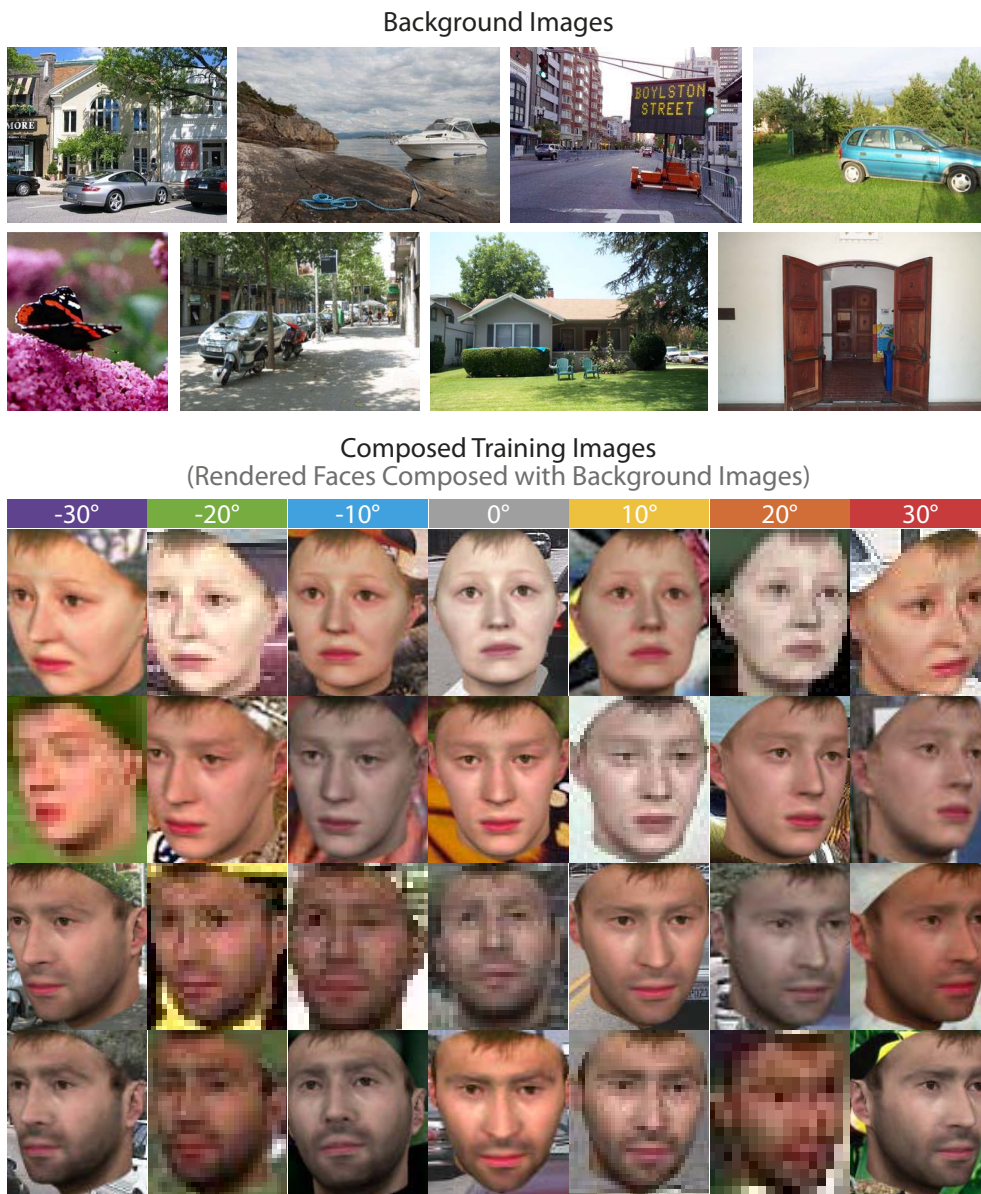 Background Images
MORE
BOYLSTON
STREET
Composed Training Images
(Rendered Faces Composed with Background Images)
-30° -20° -10° 0° 10° 20° 30°